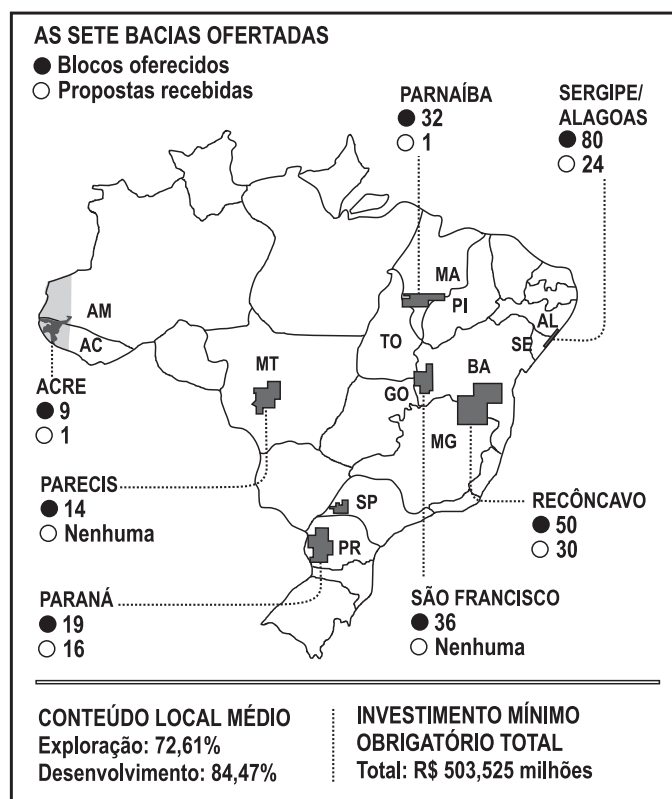 AS SETE BACIAS OFERTADAS
Blocos oferecidos
Propostas recebidas
PARNAÍBA
32
1
SERGIPE/
ALAGOAS
80
24
AM
AC
MT
TO
MA
PI
AL
SE
BA
GO
MG
SP
PR
ACRE
9
1
PARECIS
14
Nenhuma
PARANÁ
19
16
RECÔNCAVO
50
30
SÃO FRANCISCO
36
Nenhuma
CONTEÚDO LOCAL MÉDIO
Exploração: 72,61%
Desenvolvimento: 84,47%
INVESTIMENTO MÍNIMO
OBRIGATÓRIO TOTAL
Total: R$ 503,525 milhões